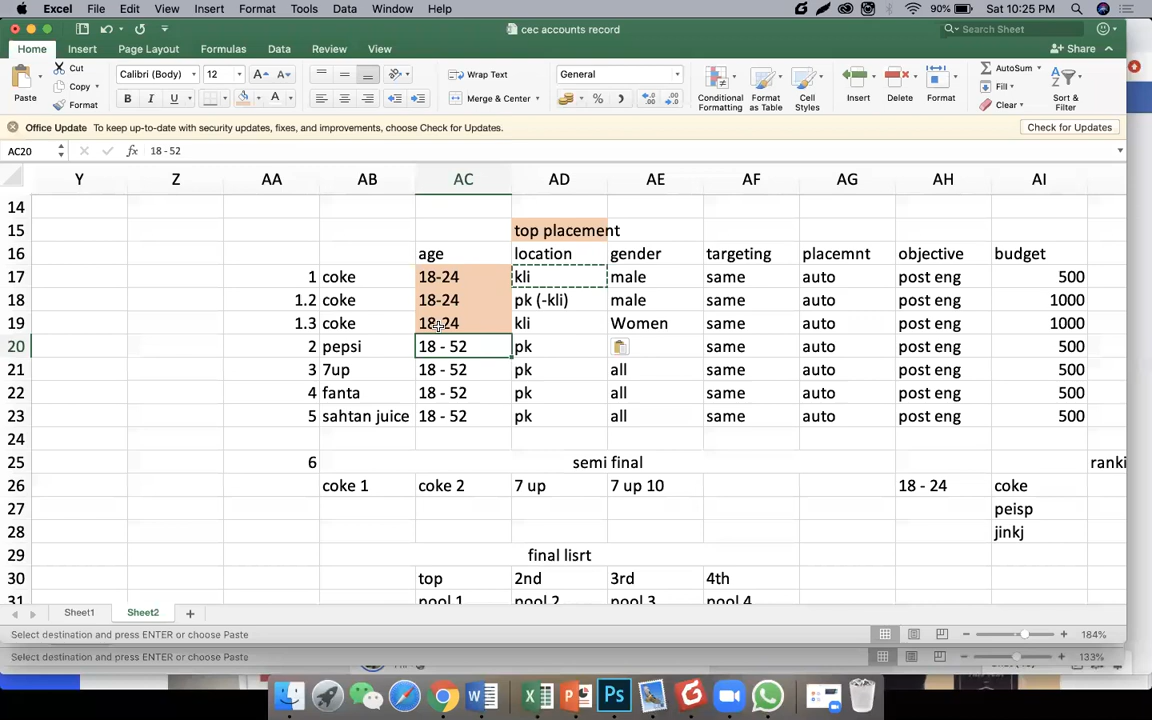 Excel File Edit View Insert Format Tools Data Window Help 90% Sat 10:25 PM
cec accounts record Search Sheet
Home Insert Page Layout Formulas Data Review View Share
Paste Cut Copy Format Calibri (Body) 12 Wrap Text General Conditional Formatting Format as Table Cell Styles Insert Delete Format AutoSum Fill Clear Sort & Filter
B I U A Merge & Center %
Office Update To keep up-to-date with security updates, fixes, and improvements, choose Check for Updates. Check for Updates
AC20 fx 18 - 52
Y Z AA AB AC AD AE AF AG AH AI
14
15 top placement
16 age location gender targeting placemnt objective budget
17 1 coke 18-24 kli male same auto post eng 500
18 1.2 coke 18-24 pk (-kli) male same auto post eng 1000
19 1.3 coke 18-24 kli Women same auto post eng 1000
20 2 pepsi 18 - 52 pk same auto post eng 500
21 3 7up 18 - 52 pk all same auto post eng 500
22 4 fanta 18 - 52 pk all same auto post eng 500
23 5 sahtan juice 18 - 52 pk all same auto post eng 500
24
25 6 semi final ranki
26 coke 1 coke 2 7 up 7 up 10 18 - 24 coke
27 peisp
28 jinkj
29 final lisrt
30 top 2nd 3rd 4th
31 pool 1 pool 2 pool 3 pool 4
Sheet1 Sheet2
Select destination and press ENTER or choose Paste 184%
Select destination and press ENTER or choose Paste 133%